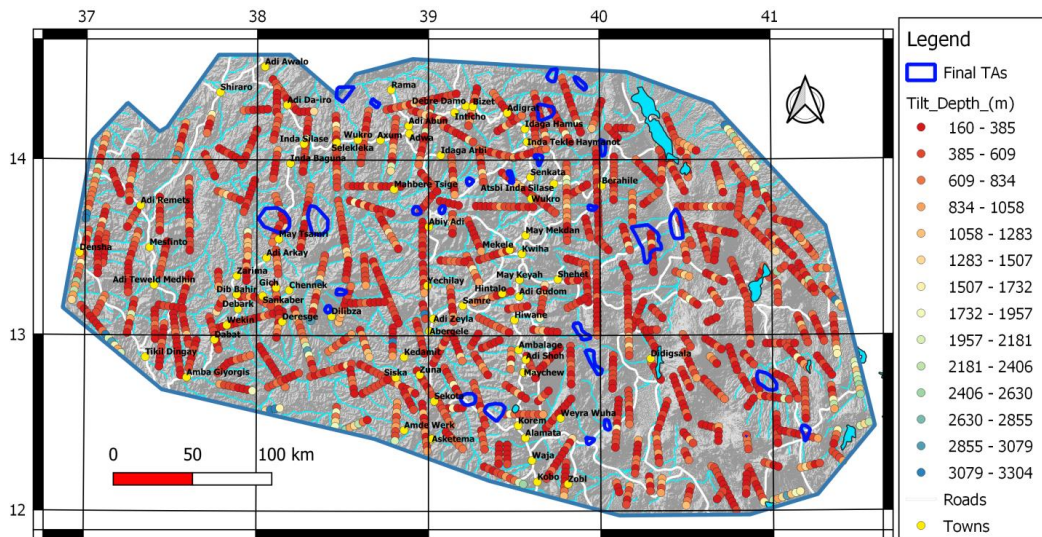 37 38 39 40 41
Adi Awalo
Shiraro
Rama
Adi Da-iro
Debre Damo
Bizet
Inticho
Adigrat
Adi Abun
Idaga Hamus
Inda Silase
Wukro
Axum
Adwa
Selekleka
Inda Tekle Haymanot
14
Inda Baguna
Idaga Arbi
Senkata
Berahile
Mahbere Tsige
Atsbi Inda Silase
Adi Remets
Wukro
Abiy Adi
May Tsamri
May Mekdan
Densha
Mesfinto
Mekele
Kwiha
Adi Arkay
Zarima
May Keyah
Shebet
Adi Teweld Medhin
Gich
Chennek
Yechilay
Dib Bahir
Hintalo
Adi Gudom
Sankaber
Debark
Samre
Dilibza
13
Wekin
Deresge
Adi Zeyla
Hiwane
Dabat
Abergele
Tikil Dingay
Kedamit
Ambalage
Adi Shoh
Didigsala
Amba Giyorgis
Siska
Zuna
Maychew
Sekota
Korem
Weyra Wuha
Amde Werk
Alamata
Asketema
Waja
Kobo
Zobl
12
0 50 100 km
Legend
Final TAs
Tilt_Depth_(m)
160 - 385
385 - 609
609 - 834
834 - 1058
1058 - 1283
1283 - 1507
1507 - 1732
1732 - 1957
1957 - 2181
2181 - 2406
2406 - 2630
2630 - 2855
2855 - 3079
3079 - 3304
Roads
Towns